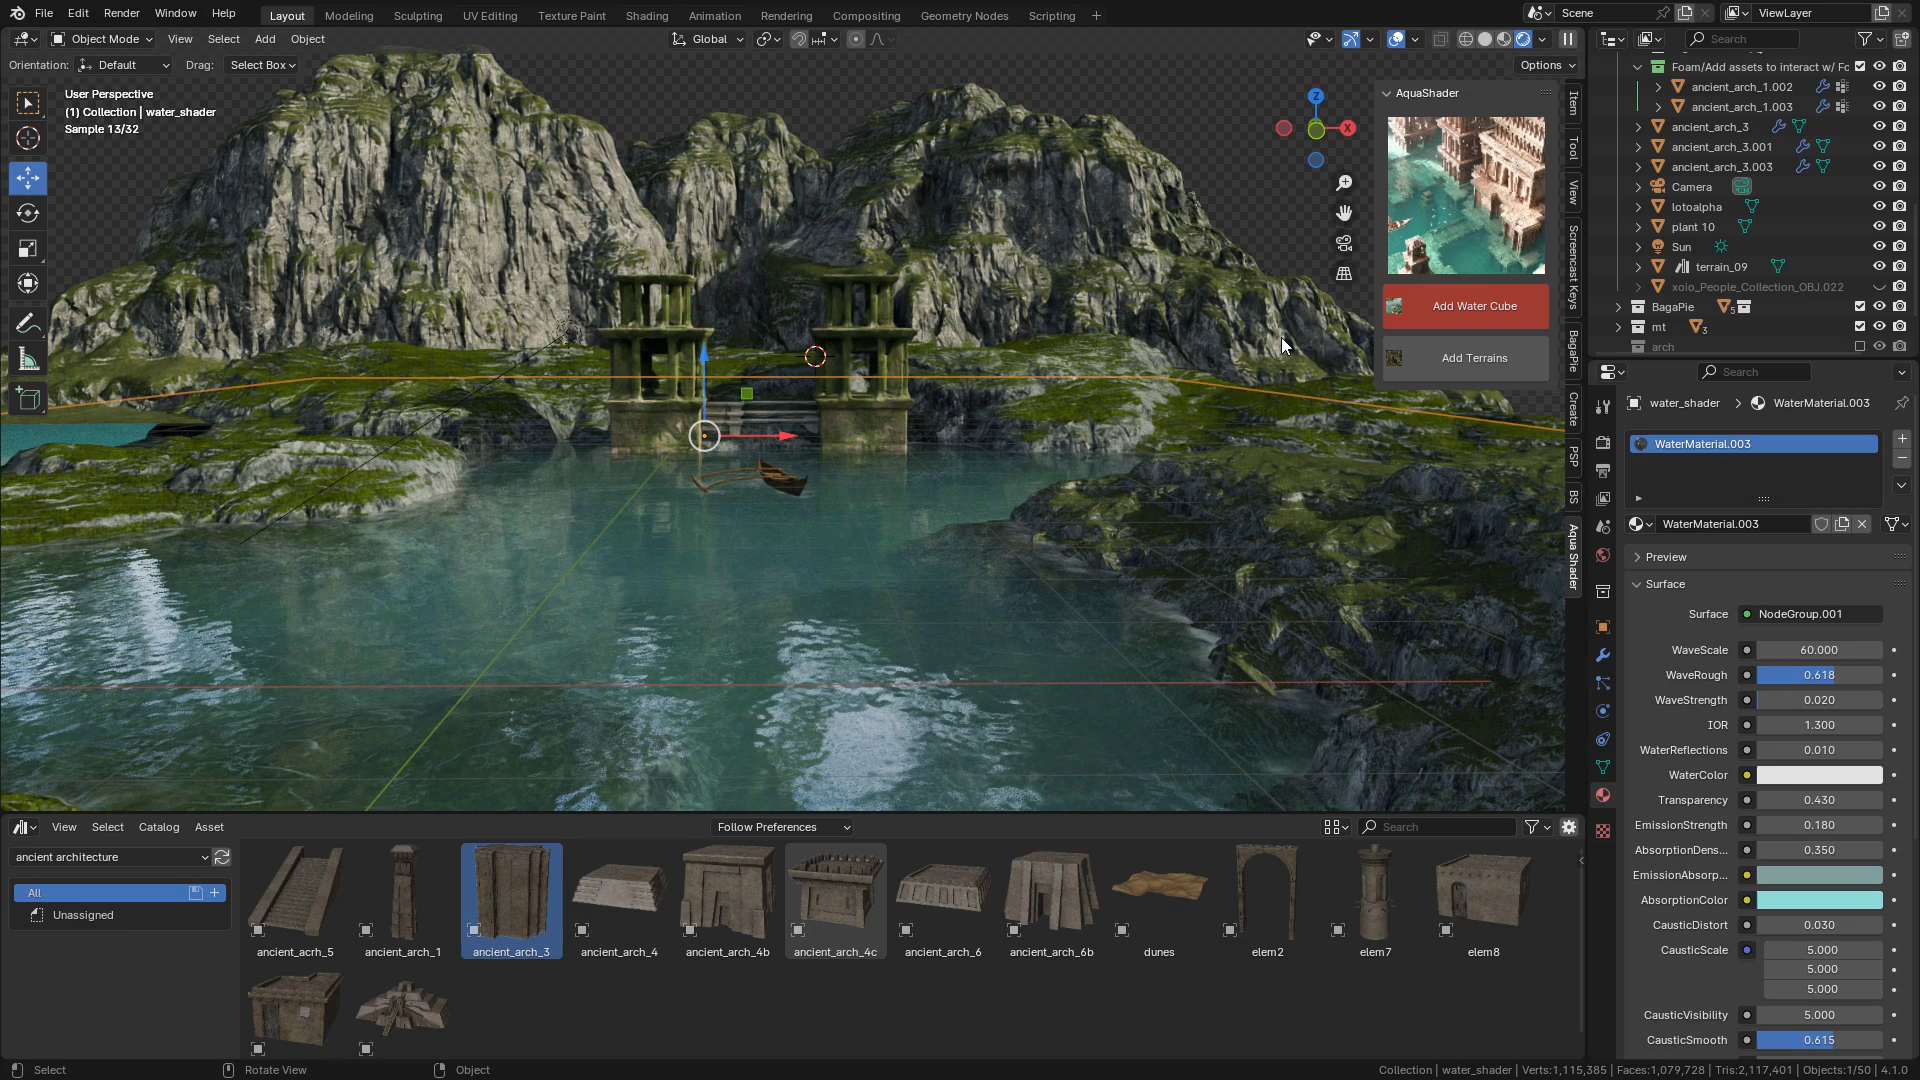 File Edit Render Window Help Layout Modeling Sculpting UV Editing Texture Paint Shading Animation Rendering Compositing Geometry Nodes Scripting + Scene ViewLayer
Object Mode View Select Add Object Global Search
Orientation: Default Drag: Select Box Options
User Perspective
(1) Collection | water_shader
Sample 13/32
Z
X
AquaShader
Add Water Cube
Add Terrains
Item
Tool
View
Screencast Keys
BagaPie
Create
PSP
BS
Aqua Shader
Foam/Add assets to interact w/ Fc
ancient_arch_1.002
ancient_arch_1.003
ancient_arch_3
ancient_arch_3.001
ancient_arch_3.003
Camera
lotoalpha
plant 10
Sun
terrain_09
xoio_People_Collection_OBJ.022
BagaPie 5
mt 3
arch
Search
water_shader > WaterMaterial.003
WaterMaterial.003
WaterMaterial.003
Preview
Surface
Surface NodeGroup.001
WaveScale 60.000
WaveRough 0.618
WaveStrength 0.020
IOR 1.300
WaterReflections 0.010
WaterColor
Transparency 0.430
EmissionStrength 0.180
AbsorptionDens... 0.350
EmissionAbsorp...
AbsorptionColor
CausticDistort 0.030
CausticScale 5.000
5.000
5.000
CausticVisibility 5.000
CausticSmooth 0.615
View Select Catalog Asset Follow Preferences Search
ancient architecture
All
Unassigned
ancient_acrh_5 ancient_arch_1 ancient_arch_3 ancient_arch_4 ancient_arch_4b ancient_arch_4c ancient_arch_6 ancient_arch_6b dunes elem2 elem7 elem8
Select Rotate View Object Collection | water_shader | Verts:1,115,385 | Faces:1,079,728 | Tris:2,117,401 | Objects:1/50 | 4.1.0